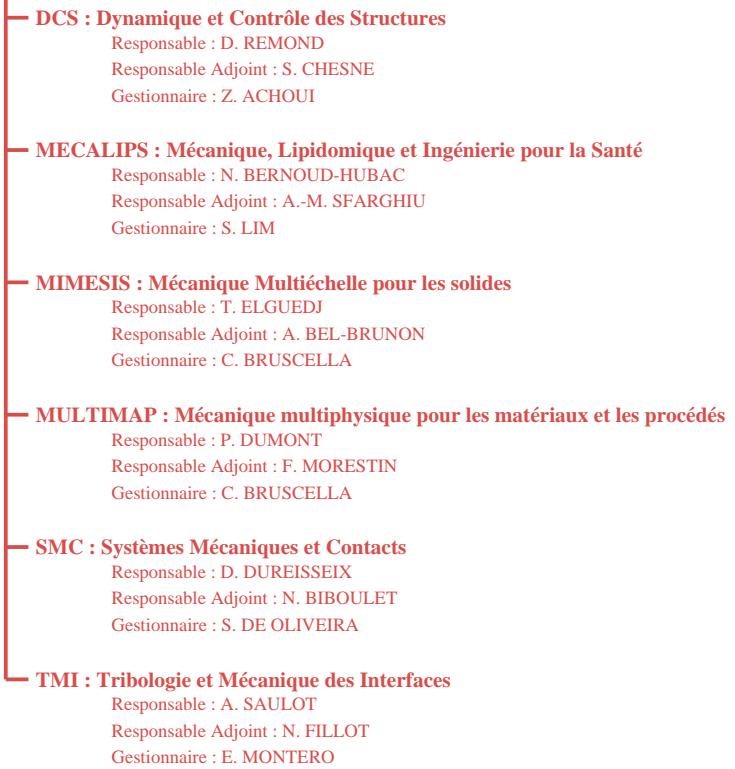 DCS : Dynamique et Contrôle des Structures
Responsable : D. REMOND
Responsable Adjoint : S. CHESNE
Gestionnaire : Z. ACHOUI
MECALIPS : Mécanique, Lipidomique et Ingénierie pour la Santé
Responsable : N. BERNOUD-HUBAC
Responsable Adjoint : A.-M. SFARGHIU
Gestionnaire : S. LIM
MIMESIS : Mécanique Multiéchelle pour les solides
Responsable : T. ELGUEDJ
Responsable Adjoint : A. BEL-BRUNON
Gestionnaire : C. BRUSCELLA
MULTIMAP : Mécanique multiphysique pour les matériaux et les procédés
Responsable : P. DUMONT
Responsable Adjoint : F. MORESTIN
Gestionnaire : C. BRUSCELLA
SMC : Systèmes Mécaniques et Contacts
Responsable : D. DUREISSEIX
Responsable Adjoint : N. BIBOULET
Gestionnaire : S. DE OLIVEIRA
TMI : Tribologie et Mécanique des Interfaces
Responsable : A. SAULOT
Responsable Adjoint : N. FILLOT
Gestionnaire : E. MONTERO